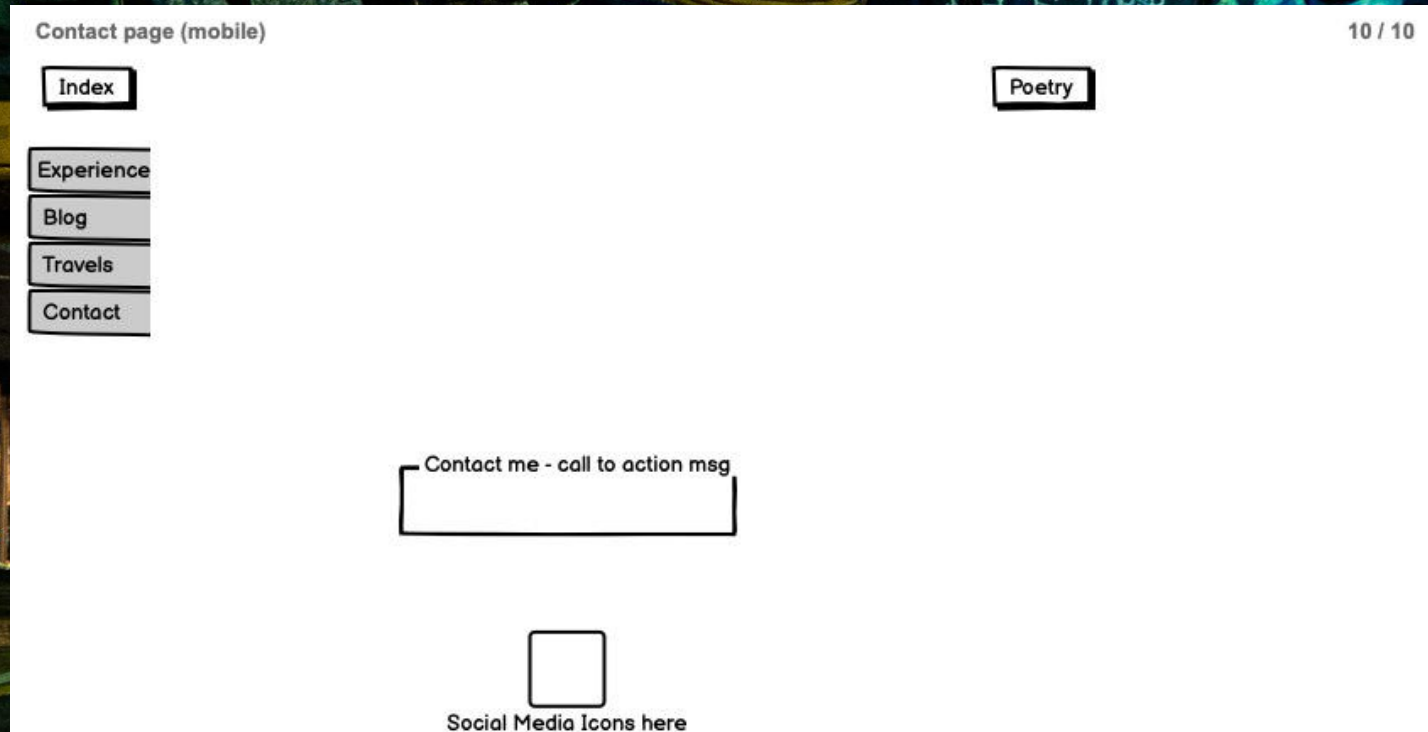 Contact page (mobile)
10 / 10
Index
Poetry
Experience
Blog
Travels
Contact
Contact me - call to action msg
Social Media Icons here